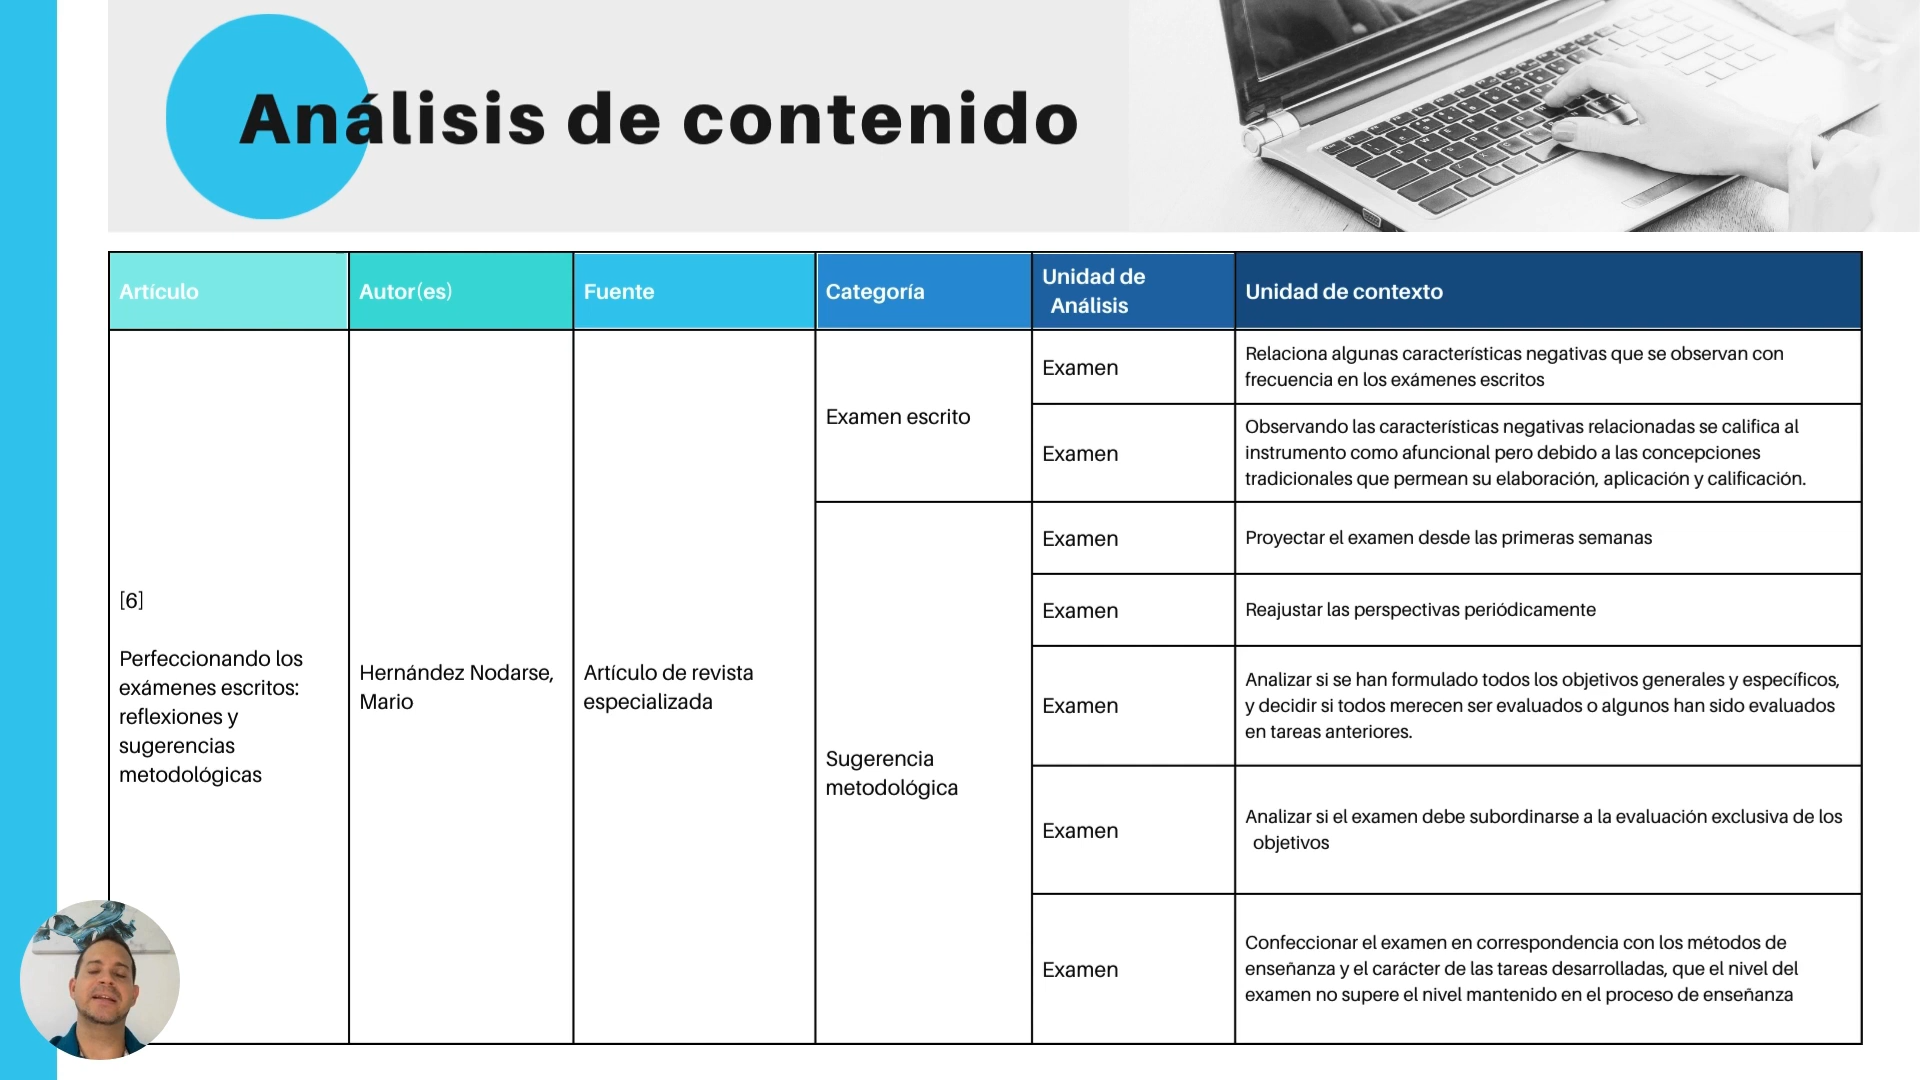 Análisis de contenido
Artículo
Autor(es)
Fuente
Categoría
Unidad de
Análisis
Unidad de contexto
[6]
Perfeccionando los
exámenes escritos:
reflexiones y
sugerencias
metodológicas
Hernández Nodarse,
Mario
Artículo de revista
especializada
Examen escrito
Examen
Relaciona algunas características negativas que se observan con
frecuencia en los exámenes escritos
Examen
Observando las características negativas relacionadas se califica al
instrumento como afuncional pero debido a las concepciones
tradicionales que permean su elaboración, aplicación y calificación.
Sugerencia
metodológica
Examen
Proyectar el examen desde las primeras semanas
Examen
Reajustar las perspectivas periódicamente
Examen
Analizar si se han formulado todos los objetivos generales y específicos,
y decidir si todos merecen ser evaluados o algunos han sido evaluados
en tareas anteriores.
Examen
Analizar si el examen debe subordinarse a la evaluación exclusiva de los
objetivos
Examen
Confeccionar el examen en correspondencia con los métodos de
enseñanza y el carácter de las tareas desarrolladas, que el nivel del
examen no supere el nivel mantenido en el proceso de enseñanza